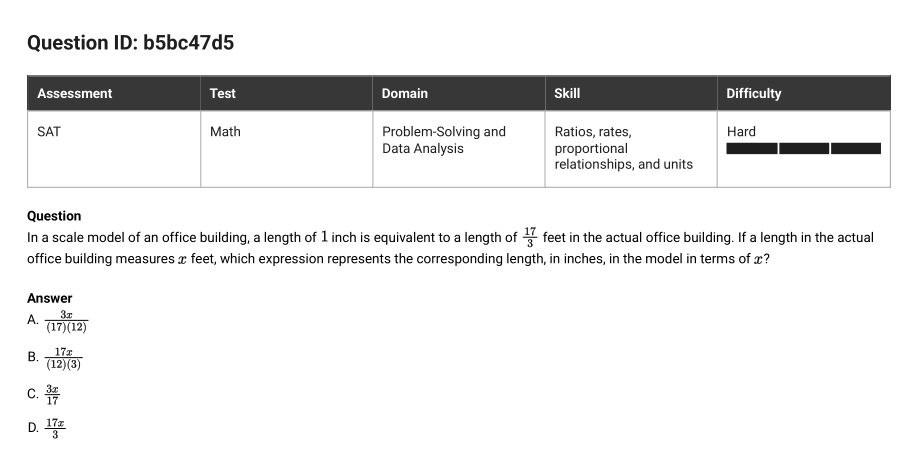 Question ID: b5bc47d5
Assessment Test Domain Skill Difficulty
SAT Math Problem-Solving and Data Analysis Ratios, rates, proportional relationships, and units Hard
Question
In a scale model of an office building, a length of 1 inch is equivalent to a length of 17/3 feet in the actual office building. If a length in the actual
office building measures x feet, which expression represents the corresponding length, in inches, in the model in terms of x?
Answer
A. 3x/(17)(12)
B. 17x/(12)(3)
C. 3x/17
D. 17x/3